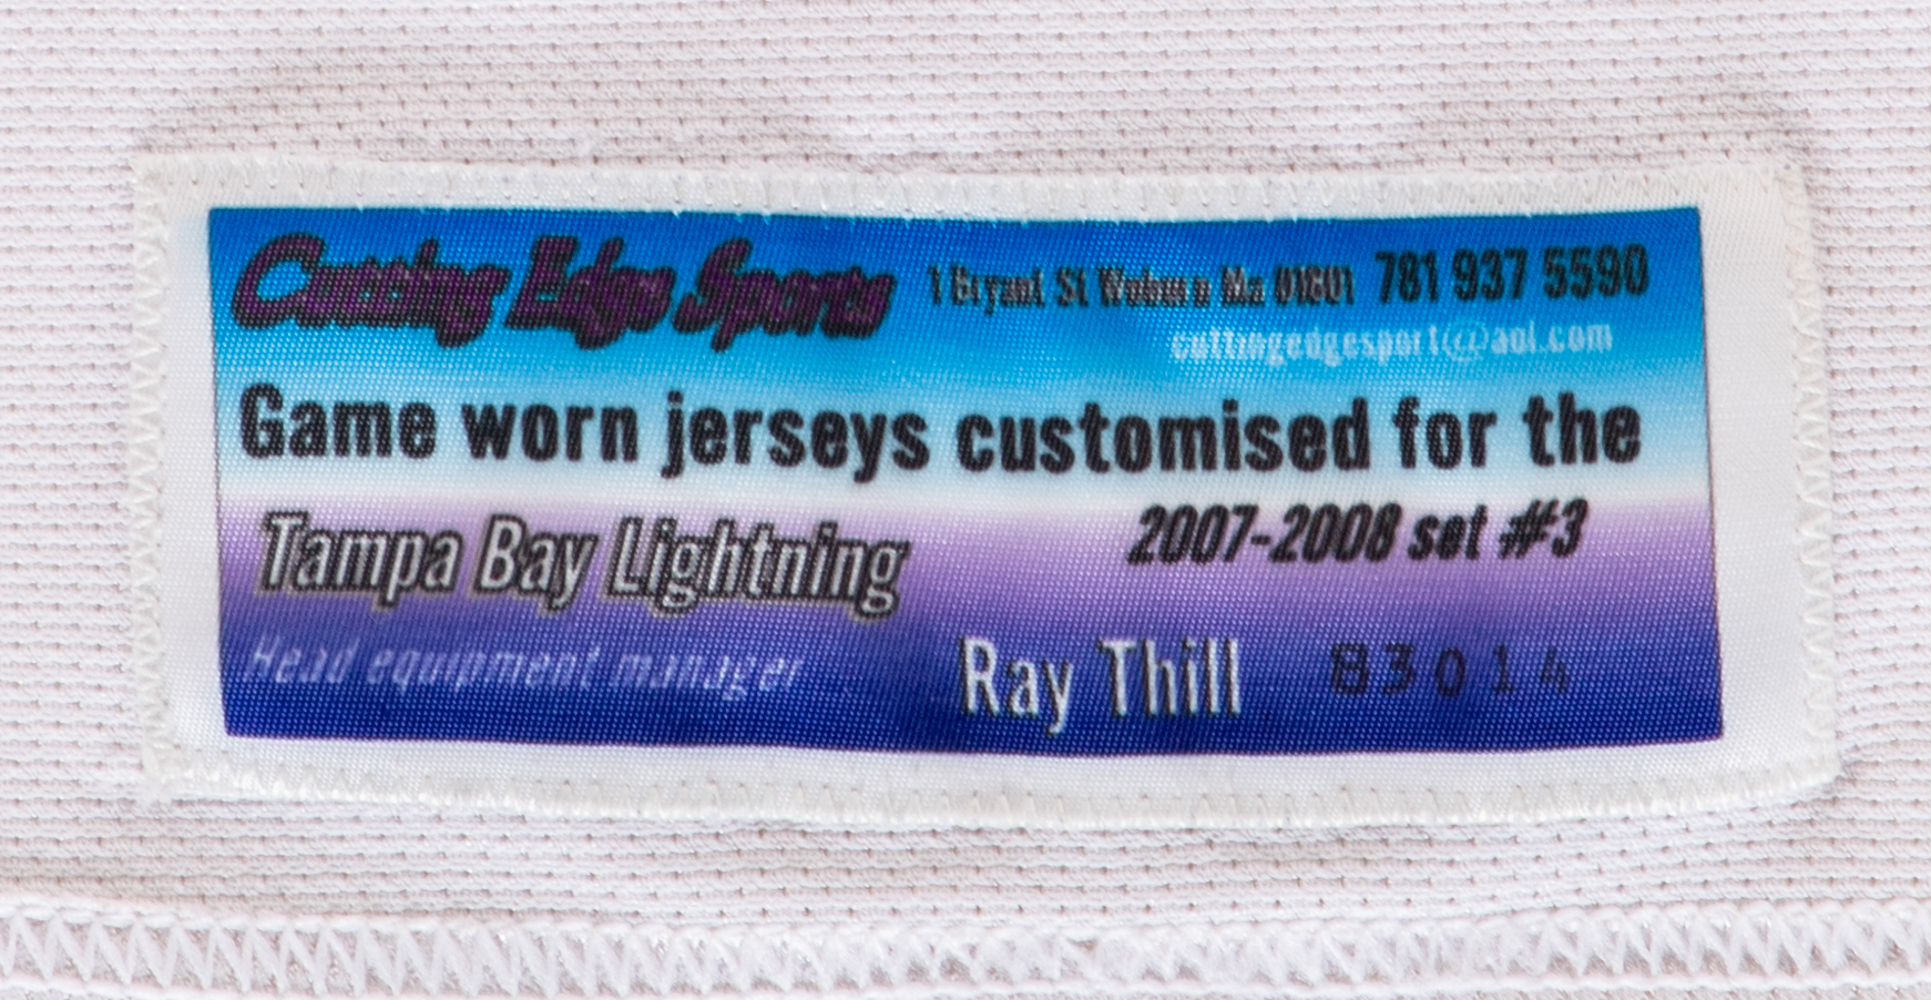 Cutting Edge Sports 1 Bryant St Woburn Ma 01801 781 937 5590
cuttingedgesport@aol.com
Game worn jerseys customised for the
Tampa Bay Lightning 2007-2008 set #3
Head equipment manager Ray Thill 83014